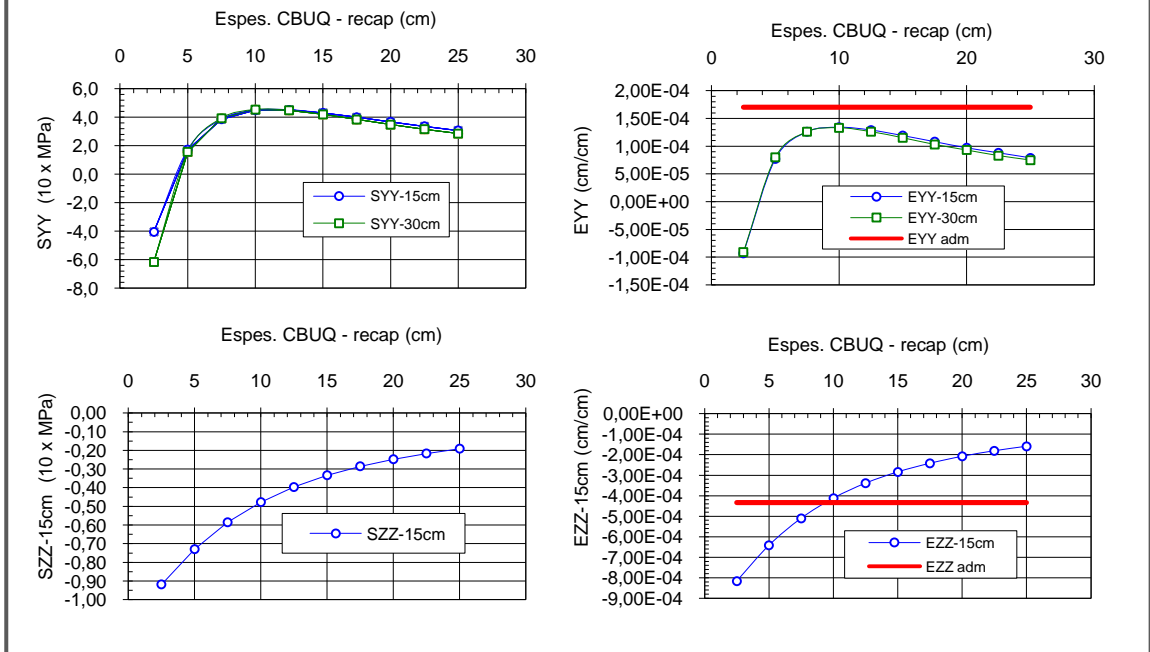 Espes. CBUQ - recap (cm)
0 5 10 15 20 25 30
6,0
4,0
2,0
0,0
-2,0
-4,0
-6,0
-8,0
SYY (10 x MPa)
SYY-15cm
SYY-30cm
Espes. CBUQ - recap (cm)
0 10 20 30
2,00E-04
1,50E-04
1,00E-04
5,00E-05
0,00E+00
-5,00E-05
-1,00E-04
-1,50E-04
EYY (cm/cm)
EYY-15cm
EYY-30cm
EYY adm
Espes. CBUQ - recap (cm)
0 5 10 15 20 25 30
0,00
-0,10
-0,20
-0,30
-0,40
-0,50
-0,60
-0,70
-0,80
-0,90
-1,00
SZZ-15cm (10 x MPa)
SZZ-15cm
Espes. CBUQ - recap (cm)
0 5 10 15 20 25 30
0,00E+00
-1,00E-04
-2,00E-04
-3,00E-04
-4,00E-04
-5,00E-04
-6,00E-04
-7,00E-04
-8,00E-04
-9,00E-04
EZZ-15cm (cm/cm)
EZZ-15cm
EZZ adm